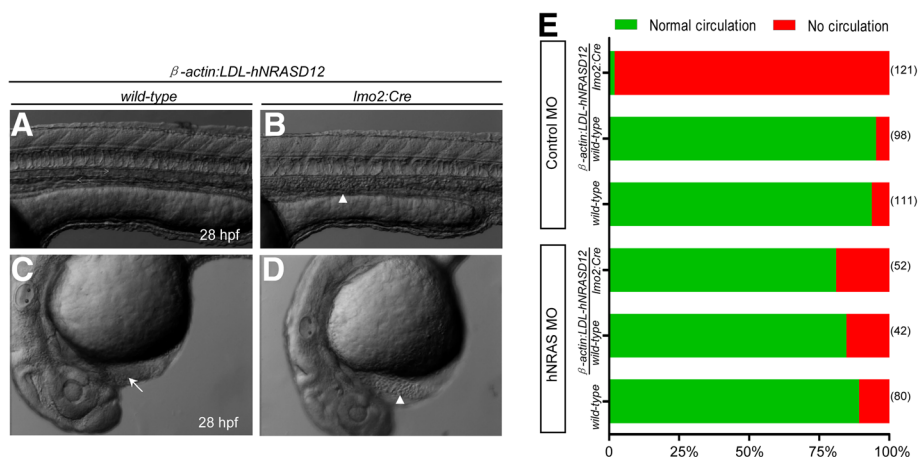 β-actin:LDL-hNRASD12
wild-type
lmo2:Cre
A
B
28 hpf
C
D
28 hpf
E
Normal circulation
No circulation
Control MO
β-actin:LDL-hNRASD12
lmo2:Cre
(121)
β-actin:LDL-hNRASD12
wild-type
(98)
wild-type
(111)
hNRAS MO
β-actin:LDL-hNRASD12
lmo2:Cre
(52)
β-actin:LDL-hNRASD12
wild-type
(42)
wild-type
(80)
0 25% 50% 75% 100%